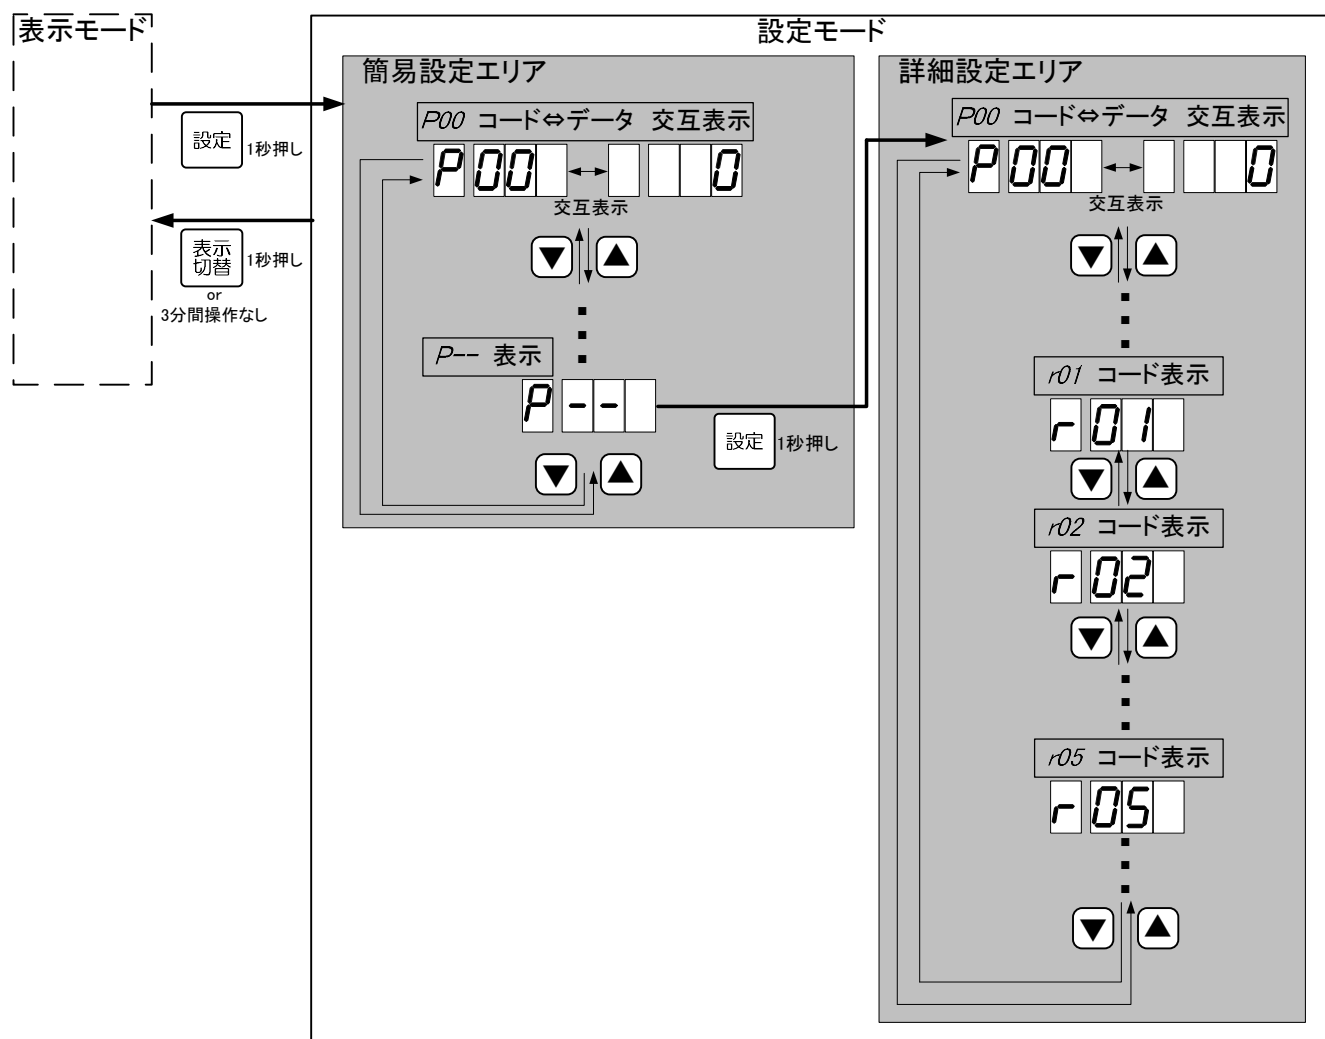 表示モード
設定
1秒押し
表示
切替
1秒押し
or
3分間操作なし
設定モード
簡易設定エリア
P00 コード⇔データ 交互表示
P00 0
交互表示
▼ ▲
P-- 表示
P--
▼ ▲
設定
1秒押し
詳細設定エリア
P00 コード⇔データ 交互表示
P00 0
交互表示
▼ ▲
r01 コード表示
r01
▼ ▲
r02 コード表示
r02
▼ ▲
r05 コード表示
r05
▼ ▲